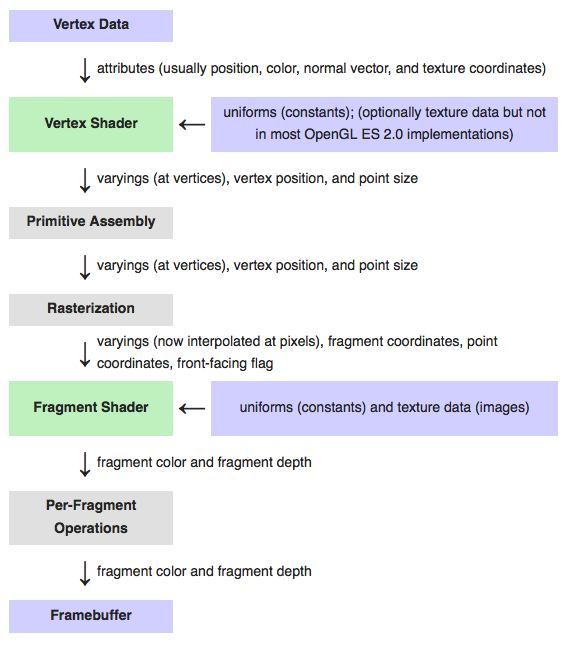 Vertex Data
attributes (usually position, color, normal vector, and texture coordinates)
Vertex Shader
uniforms (constants); (optionally texture data but not
in most OpenGL ES 2.0 implementations)
varyings (at vertices), vertex position, and point size
Primitive Assembly
varyings (at vertices), vertex position, and point size
Rasterization
varyings (now interpolated at pixels), fragment coordinates, point
coordinates, front-facing flag
Fragment Shader
uniforms (constants) and texture data (images)
fragment color and fragment depth
Per-Fragment
Operations
fragment color and fragment depth
Framebuffer